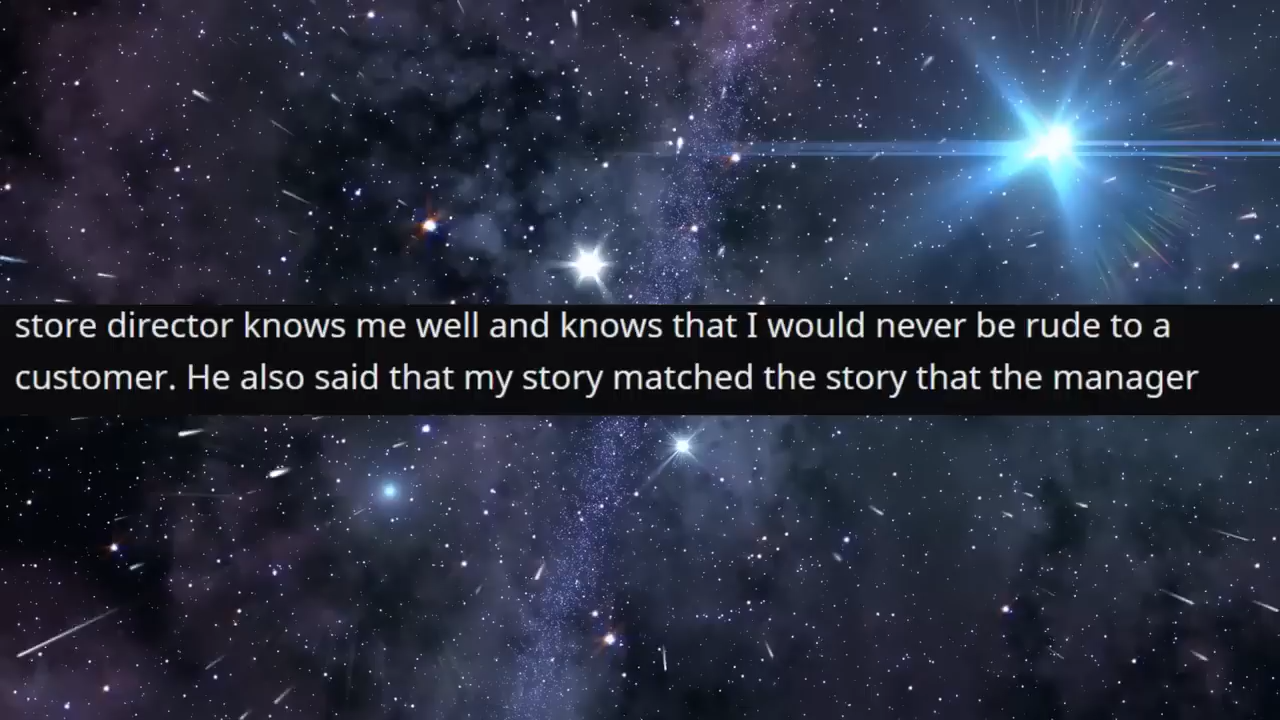 store director knows me well and knows that I would never be rude to a
customer. He also said that my story matched the story that the manager